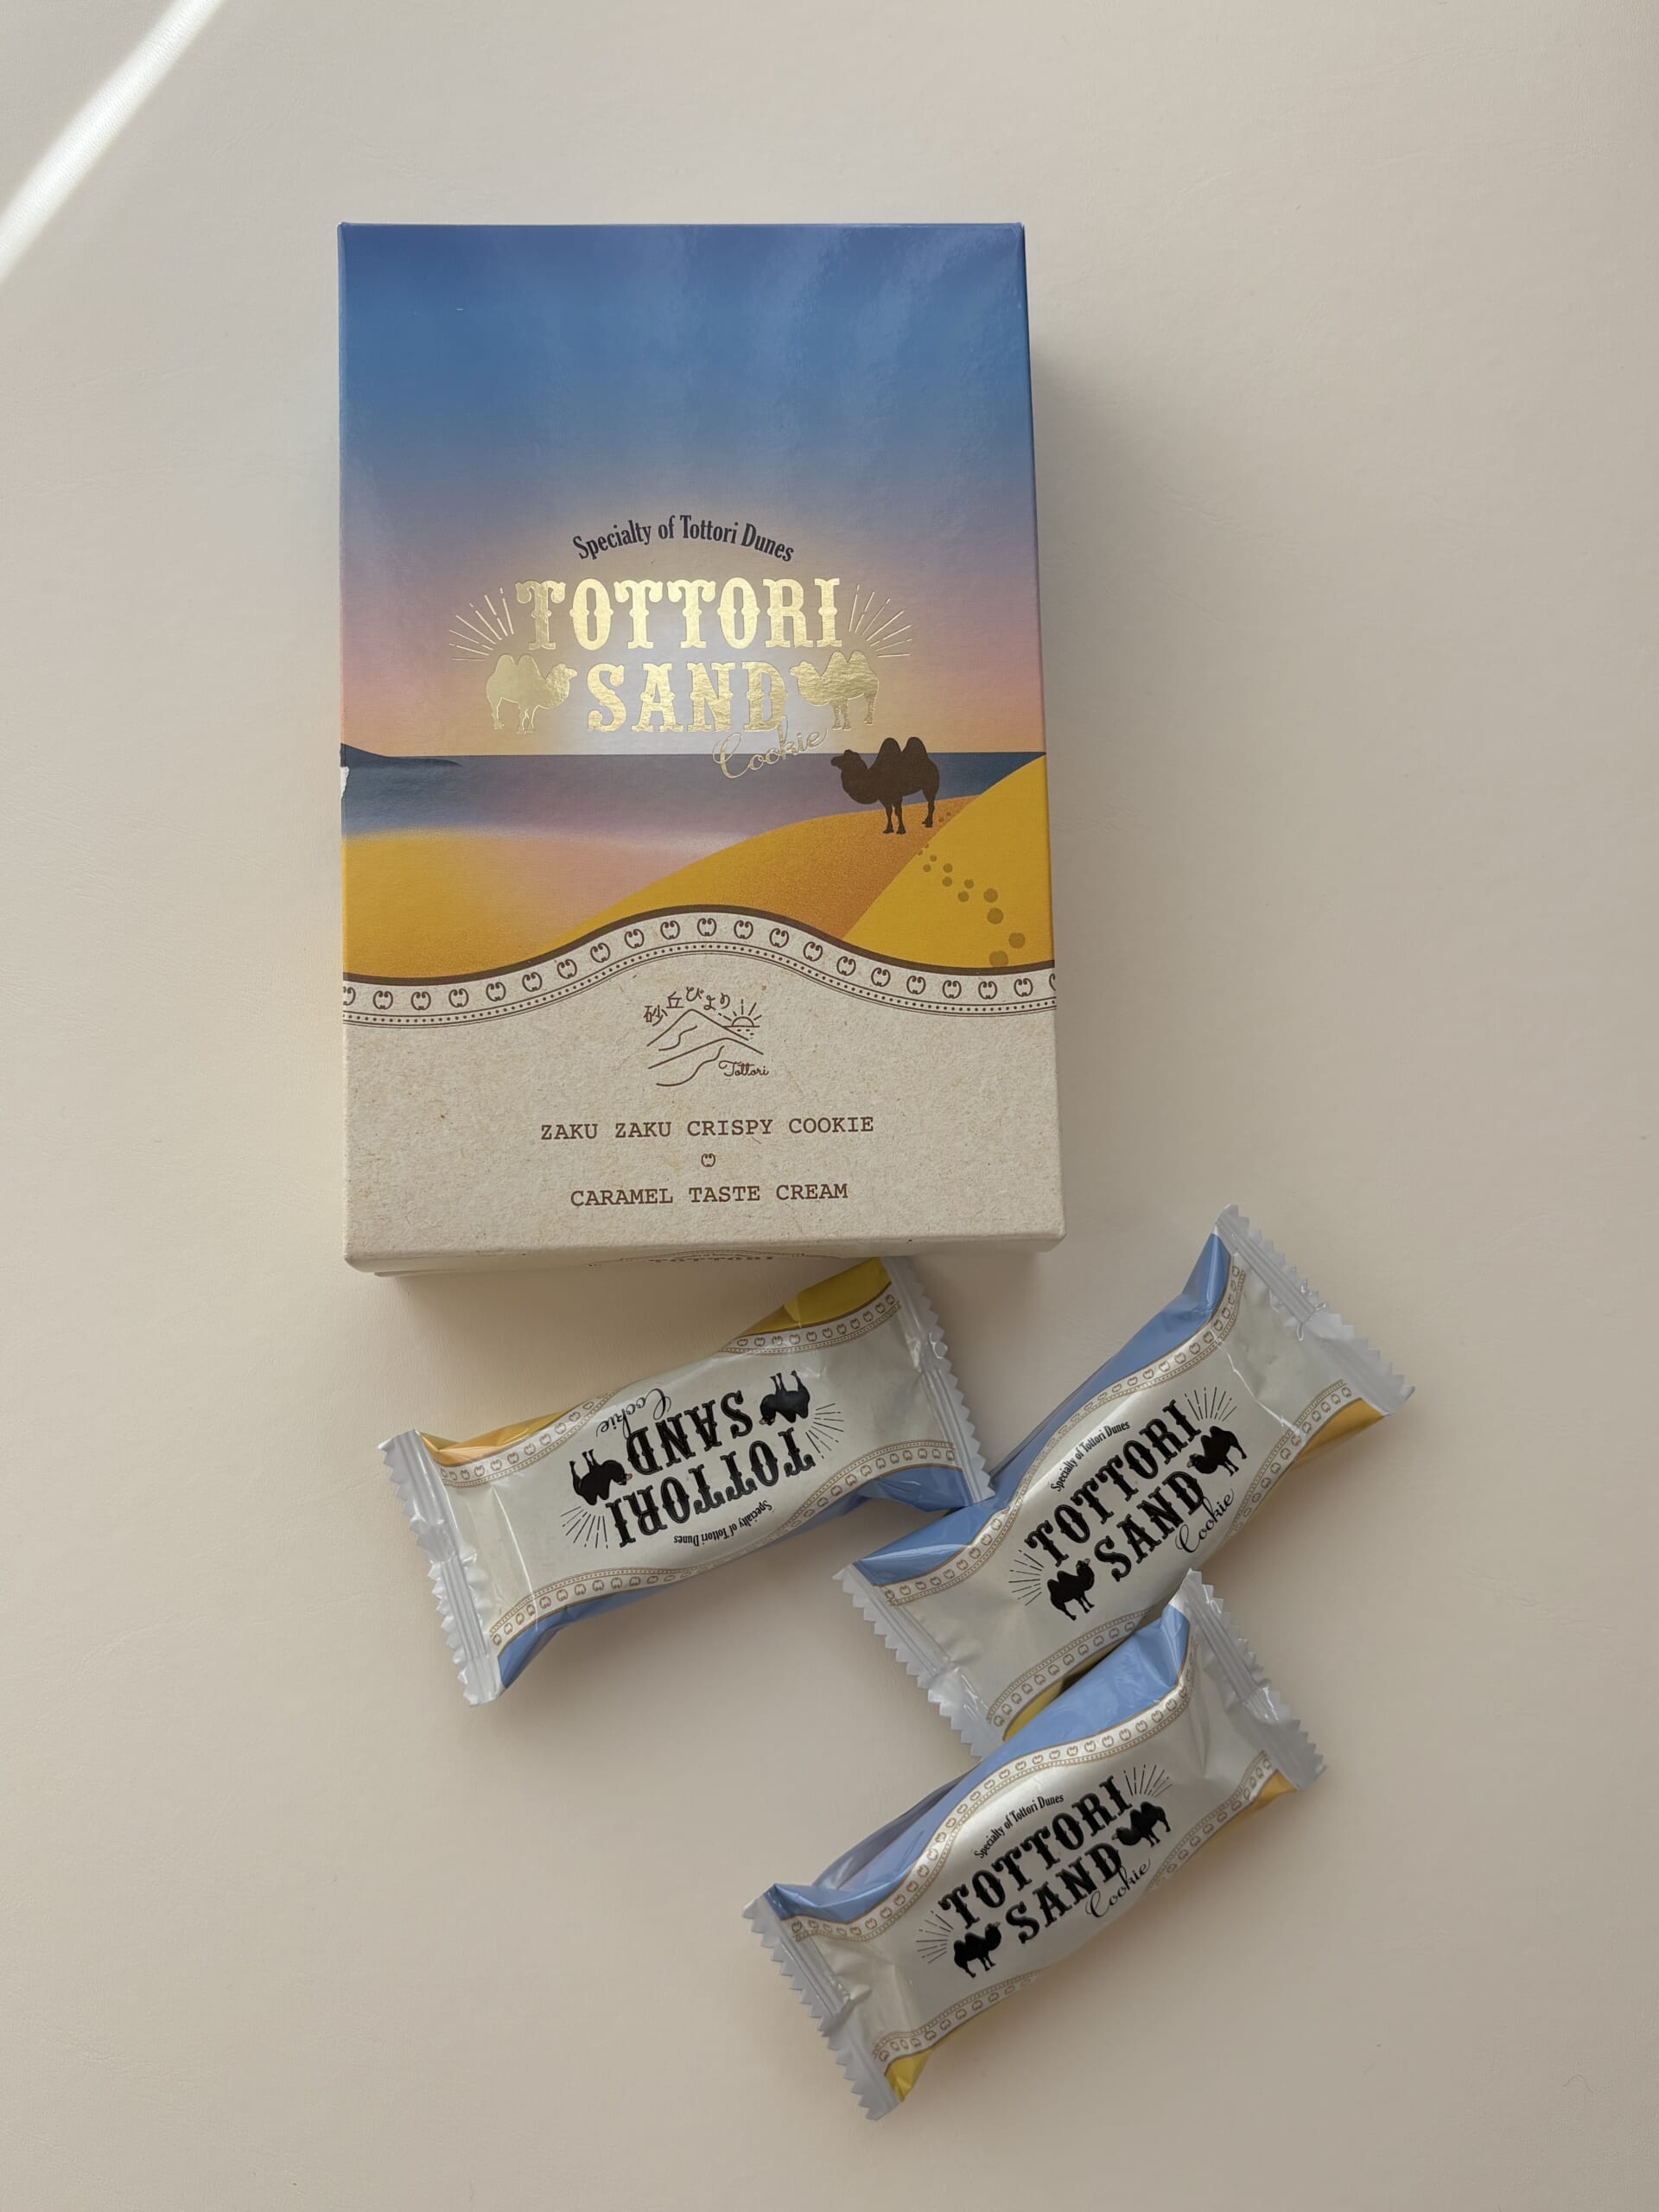 Specialty of Tottori Dunes
TOTTORI
SAND
Cookie
砂丘びより
Tottori
ZAKU ZAKU CRISPY COOKIE
CARAMEL TASTE CREAM
Specialty of Tottori Dunes
TOTTORI
SAND
Cookie
Specialty of Tottori Dunes
TOTTORI
SAND
Cookie
Specialty of Tottori Dunes
TOTTORI
SAND
Cookie